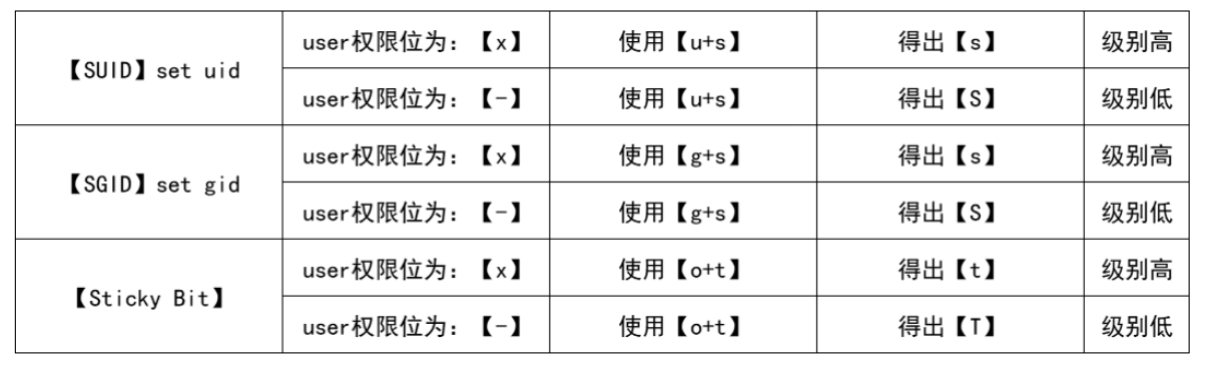 【SUID】set uid
user权限位为：【x】 使用【u+s】 得出【s】 级别高
user权限位为：【-】 使用【u+s】 得出【S】 级别低
【SGID】set gid
user权限位为：【x】 使用【g+s】 得出【s】 级别高
user权限位为：【-】 使用【g+s】 得出【S】 级别低
【Sticky Bit】
user权限位为：【x】 使用【o+t】 得出【t】 级别高
user权限位为：【-】 使用【o+t】 得出【T】 级别低